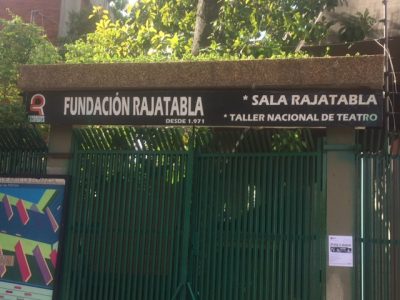 FUNDACIÓN RAJATABLA
DESDE 1.971
* SALA RAJATABLA
* TALLER NACIONAL DE TEATRO